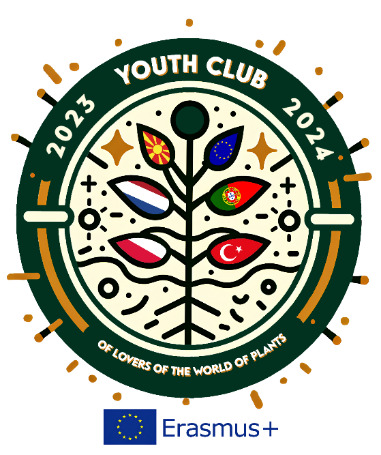 YOUTH CLUB
2023
2024
OF LOVERS OF THE WORLD OF PLANTS
Erasmus+